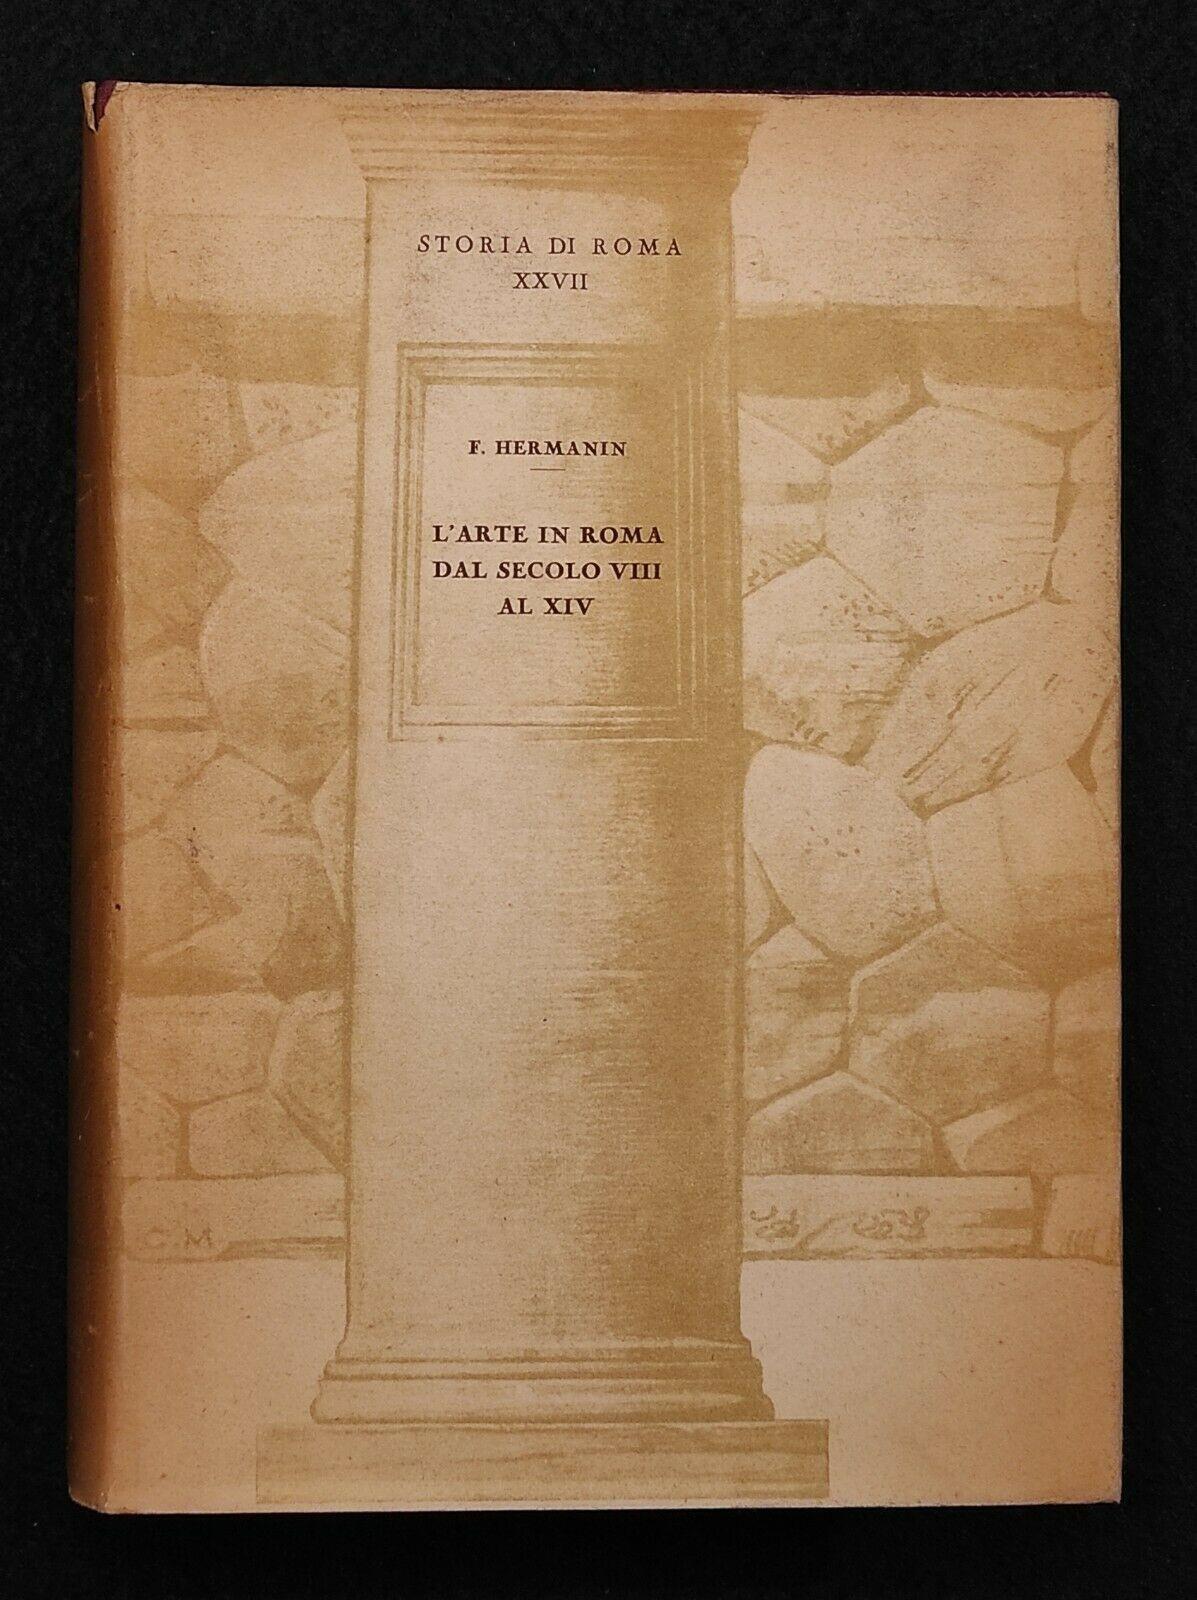 STORIA DI ROMA
XXVII
F. HERMANIN
L'ARTE IN ROMA
DAL SECOLO VIII
AL XIV
C.M